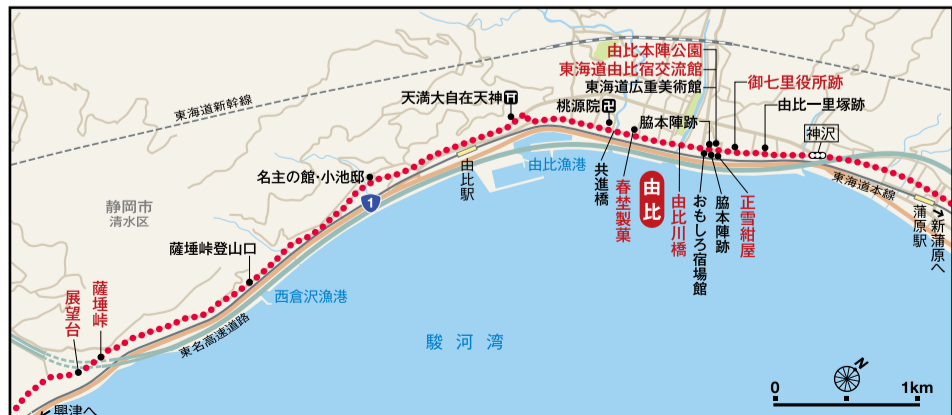 由比本陣公園
東海道由比宿交流館
東海道広重美術館
御七里役所跡
由比一里塚跡
神沢
天満大自在天神
桃源院
脇本陣跡
東海道新幹線
名主の館・小池邸
1
由比駅
由比漁港
共進橋
春埜製菓
由比
由比川橋
おもしろ宿場館
脇本陣跡
正雪紺屋
東海道本線
蒲原駅
新蒲原へ
静岡市
清水区
薩埵峠登山口
西倉沢漁港
薩埵峠
展望台
東名高速道路
駿河湾
興津へ
N
0
1km